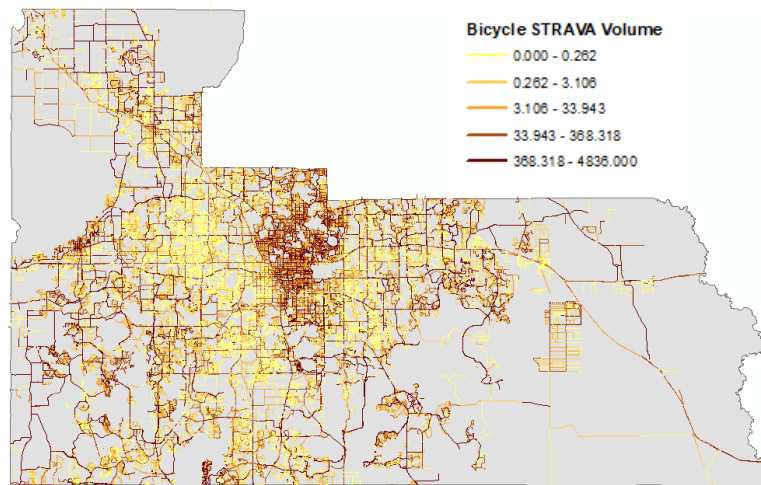 Bicycle STRAVA Volume
0.000 - 0.262
0.262 - 3.106
3.106 - 33.943
33.943 - 368.318
368.318 - 4836.000